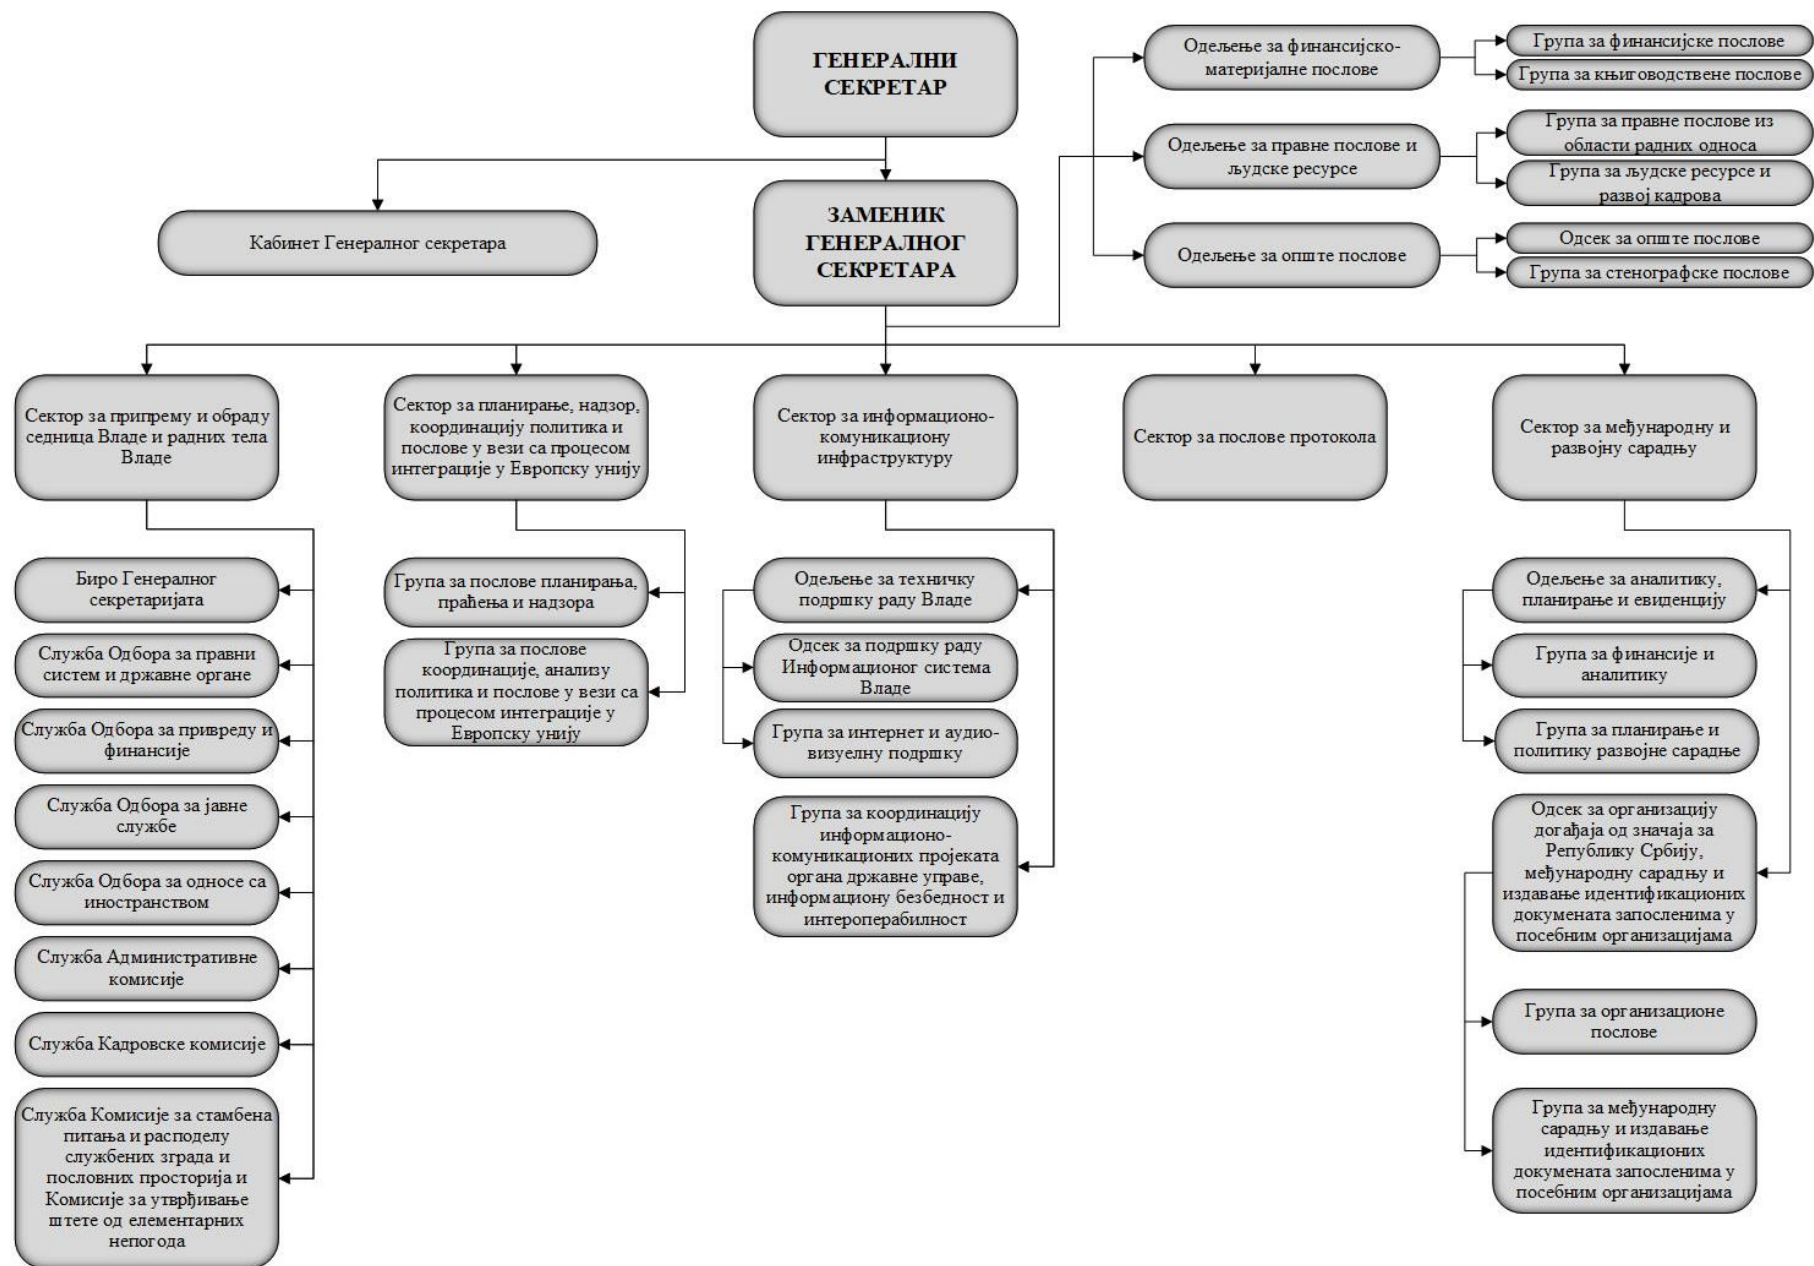 ГЕНЕРАЛНИ
СЕКРЕТАР
Кабинет Генералног секретара
ЗАМЕНИК
ГЕНЕРАЛНОГ
СЕКРЕТАРА
Одељење за финансијско-
материјалне послове
Група за финансијске послове
Група за књиговодствене послове
Одељење за правне послове и
људске ресурсе
Група за правне послове из
области радних односа
Група за људске ресурсе и
развој кадрова
Одељење за опште послове
Одсек за опште послове
Група за стенографске послове
Сектор за припрему и обраду
седница Владе и радних тела
Владе
Биро Генералног
секретаријата
Служба Одбора за правни
систем и државне органе
Служба Одбора за привреду и
финансије
Служба Одбора за јавне
службе
Служба Одбора за односе са
иностранством
Служба Административне
комисије
Служба Кадровске комисије
Служба Комисије за стамбена
питања и расподелу
службених зграда и
пословних просторија и
Комисије за утврђивање
штете од елементарних
непогода
Сектор за планирање, надзор,
координацију политика и
послове у вези са процесом
интеграције у Европску унију
Група за послове планирања,
праћења и надзора
Група за послове
координације, анализу
политика и послове у вези са
процесом интеграције у
Европску унију
Сектор за информационо-
комуникациону
инфраструктуру
Одељење за техничку
подршку раду Владе
Одсек за подршку раду
Информационог система
Владе
Група за интернет и аудио-
визуелну подршку
Група за координацију
информационо-
комуникационих пројеката
органа државне управе,
информациону безбедност и
интероперабилност
Сектор за послове протокола
Сектор за међународну и
развојну сарадњу
Одељење за аналитику,
планирање и евиденцију
Група за финансије и
аналитику
Група за планирање и
политику развојне сарадње
Одсек за организацију
догађаја од значаја за
Републику Србију,
међународну сарадњу и
издавање идентификационих
докумената запосленима у
посебним организацијама
Група за организационе
послове
Група за међународну
сарадњу и издавање
идентификационих
докумената запосленима у
посебним организацијама